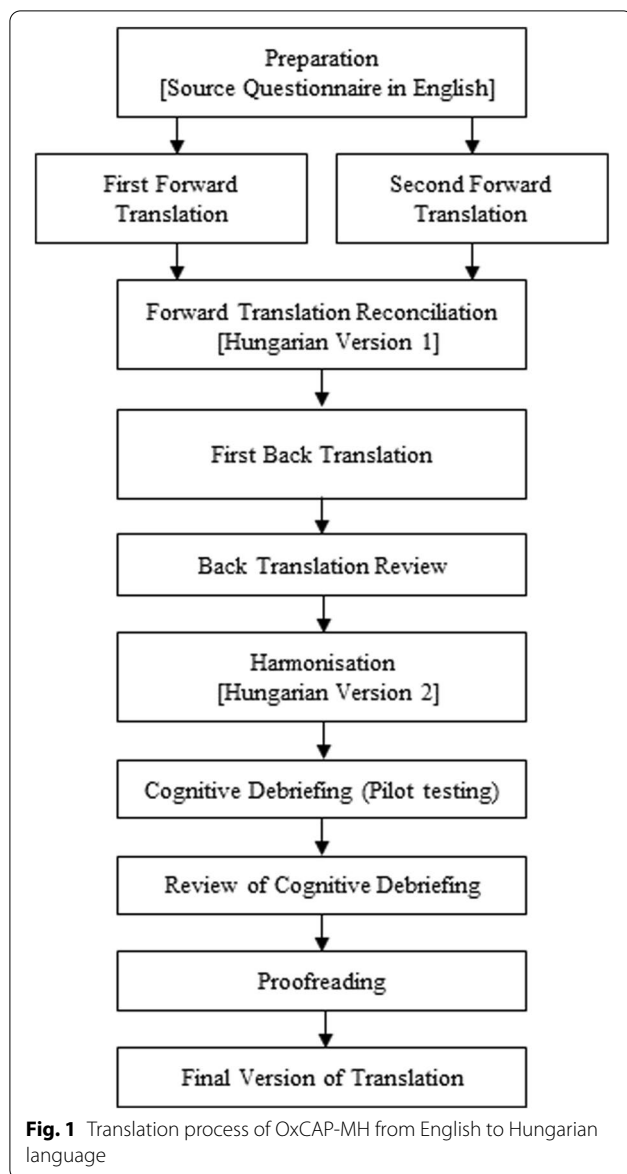 Preparation
[Source Questionnaire in English]
First Forward
Translation
Second Forward
Translation
Forward Translation Reconciliation
[Hungarian Version 1]
First Back Translation
Back Translation Review
Harmonisation
[Hungarian Version 2]
Cognitive Debriefing (Pilot testing)
Review of Cognitive Debriefing
Proofreading
Final Version of Translation
Fig. 1 Translation process of OxCAP-MH from English to Hungarian
language